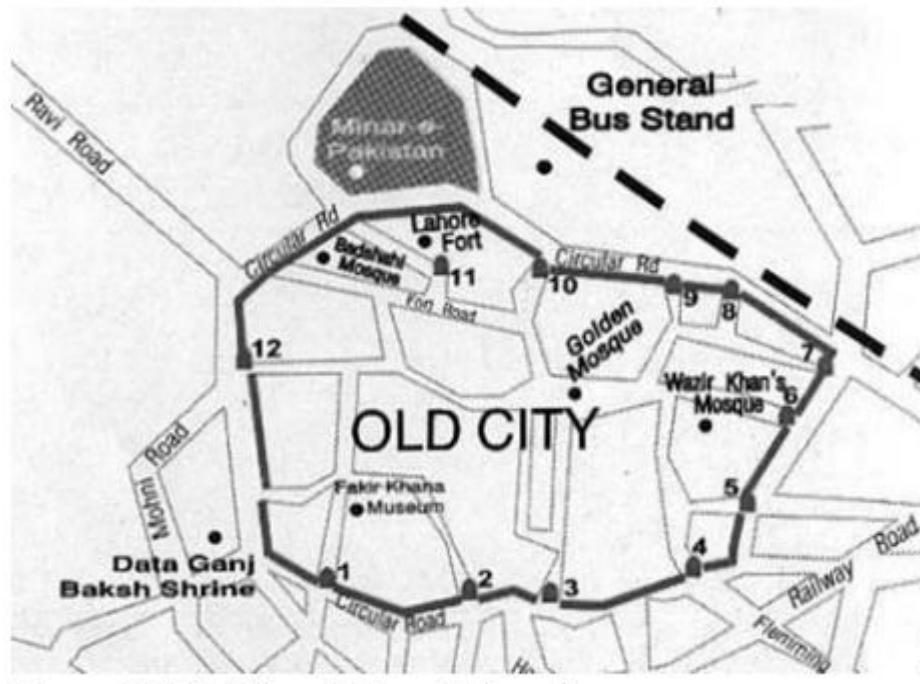 General
Bus Stand
Minar-e-
Pakistan
Ravi Road
Circular Rd
Lahore
Fort
Badshahi
Mosque
11
10
Circular Rd
9
8
Fort Road
Golden
Mosque
7
12
Wazir Khan's
Mosque
6
OLD CITY
Mohni Road
Fakir Khana
Museum
5
Data Ganj
Baksh Shrine
1
2
3
4
Circular Road
Railway Road
Flemming